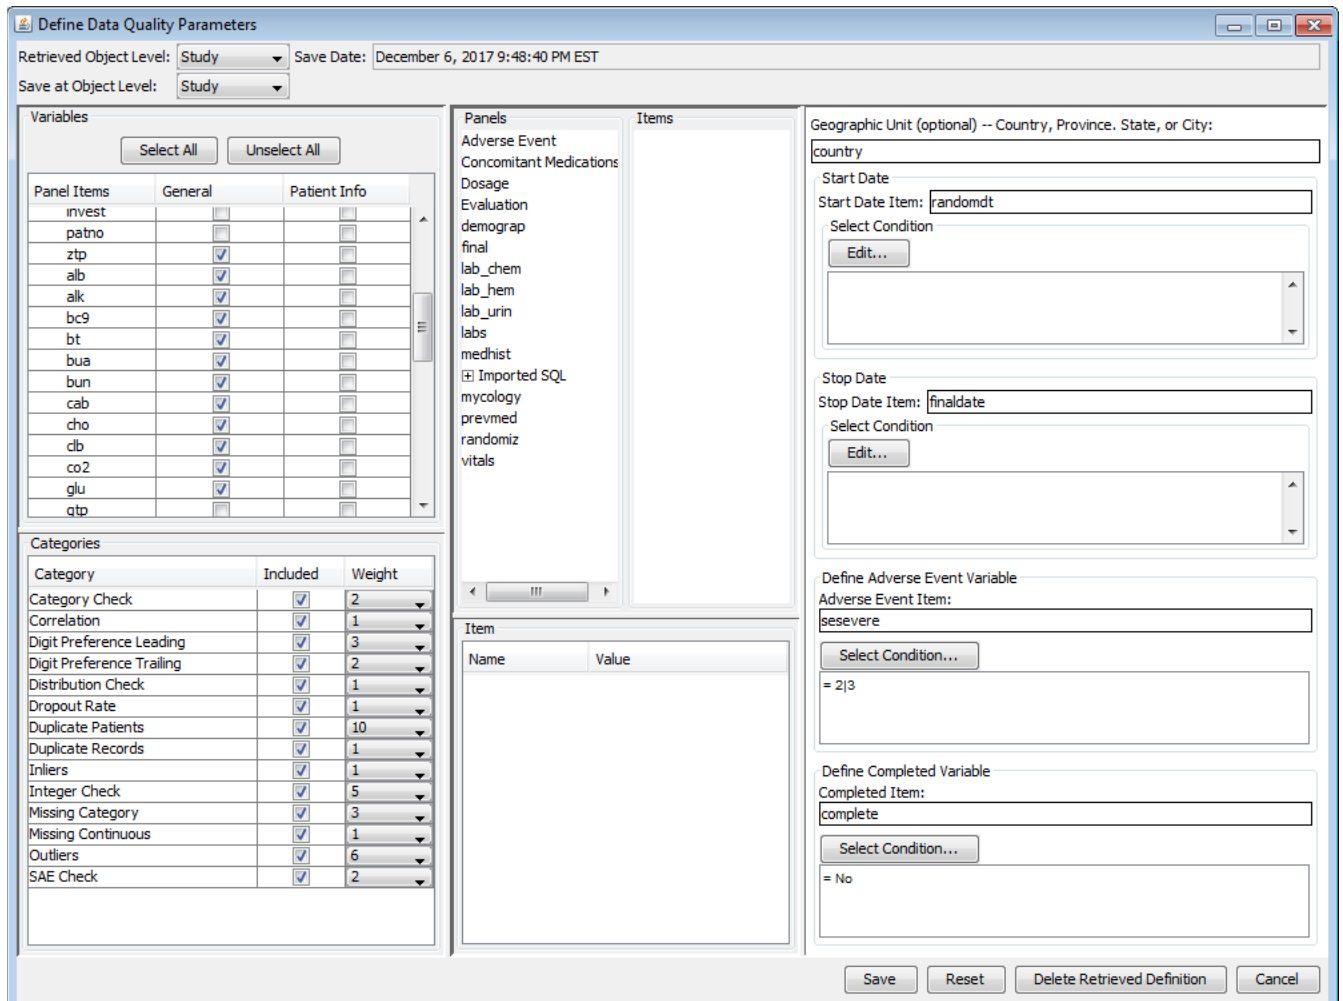 Define Data Quality Parameters
Retrieved Object Level: Study Save Date: December 6, 2017 9:48:40 PM EST
Save at Object Level: Study
Variables
Select All Unselect All
Panel Items General Patient Info
invest
patno
ztp
alb
alk
bc9
bt
bua
bun
cab
cho
clb
co2
glu
gtp
Categories
Category Included Weight
Category Check 2
Correlation 1
Digit Preference Leading 3
Digit Preference Trailing 2
Distribution Check 1
Dropout Rate 1
Duplicate Patients 10
Duplicate Records 1
Inliers 1
Integer Check 5
Missing Category 3
Missing Continuous 1
Outliers 6
SAE Check 2
Panels Items
Adverse Event
Concomitant Medications
Dosage
Evaluation
demograp
final
lab_chem
lab_hem
lab_urin
labs
medhist
Imported SQL
mycology
prevmed
randomiz
vitals
Item
Name Value
Geographic Unit (optional) -- Country, Province. State, or City:
country
Start Date
Start Date Item: randomdt
Select Condition
Edit...
Stop Date
Stop Date Item: finaldate
Select Condition
Edit...
Define Adverse Event Variable
Adverse Event Item:
sesevere
Select Condition...
= 2|3
Define Completed Variable
Completed Item:
complete
Select Condition...
= No
Save Reset Delete Retrieved Definition Cancel